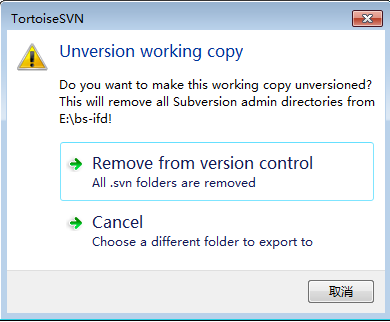 TortoiseSVN
Unversion working copy
Do you want to make this working copy unversioned?
This will remove all Subversion admin directories from
E:\bs-ifd!
Remove from version control
All .svn folders are removed
Cancel
Choose a different folder to export to
取消